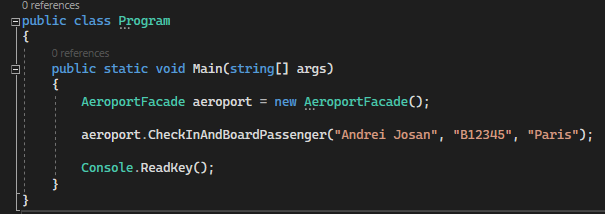 0 references
public class Program
{
0 references
public static void Main(string[] args)
{
AeroportFacade aeroport = new AeroportFacade();
aeroport.CheckInAndBoardPassenger("Andrei Josan", "B12345", "Paris");
Console.ReadKey();
}
}